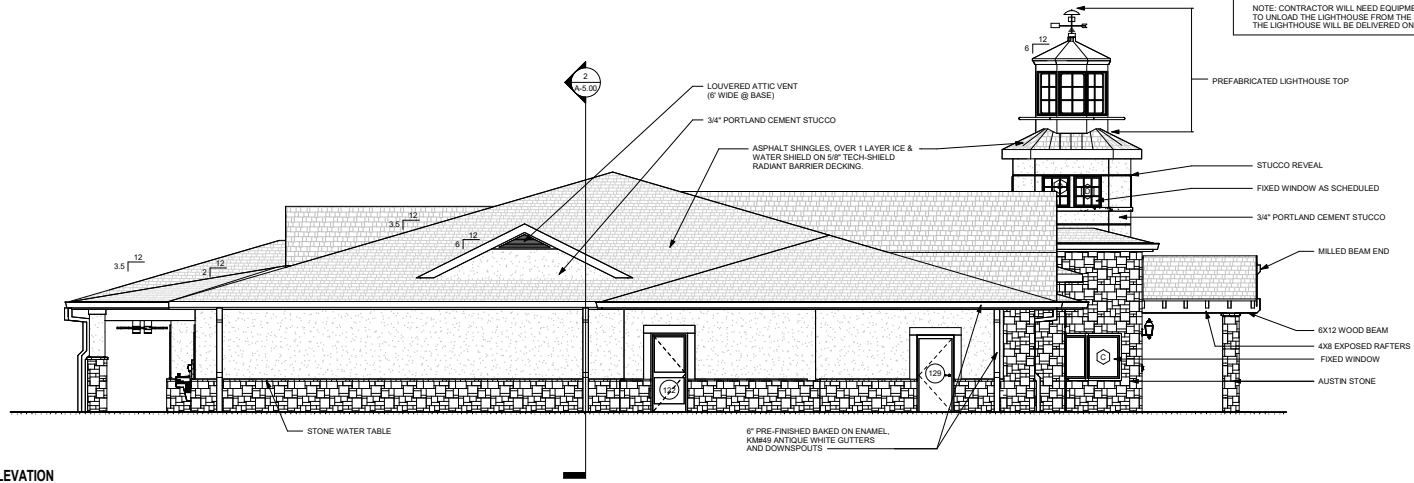 NOTE: CONTRACTOR WILL NEED
TO UNLOAD THE LIGHTHOUSE FROM THE
THE LIGHTHOUSE WILL BE DELIVERED ON
12
6
PREFABRICATED LIGHTHOUSE TOP
2
A-5.00
LOUVERED ATTIC VENT
(6' WIDE @ BASE)
3/4" PORTLAND CEMENT STUCCO
ASPHALT SHINGLES, OVER 1 LAYER ICE &
WATER SHIELD ON 5/8" TECH-SHIELD
RADIANT BARRIER DECKING.
STUCCO REVEAL
FIXED WINDOW AS SCHEDULED
3/4" PORTLAND CEMENT STUCCO
12
3.5
12
6
12
3.5
12
2
MILLED BEAM END
6X12 WOOD BEAM
4X8 EXPOSED RAFTERS
FIXED WINDOW
C
AUSTIN STONE
122
129
STONE WATER TABLE
6" PRE-FINISHED BAKED ON ENAMEL,
KM#49 ANTIQUE WHITE GUTTERS
AND DOWNSPOUTS